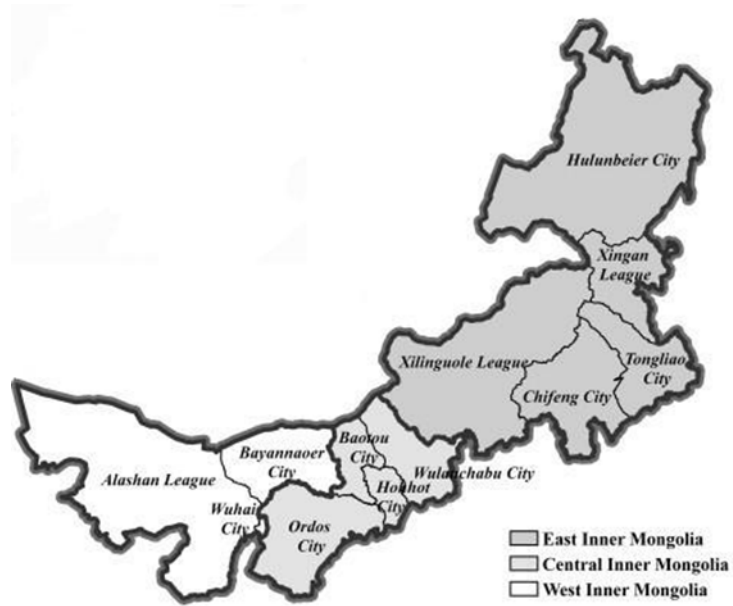 Hulunbeier City
Xingan
League
Xilinguole League
Tongliao
City
Chifeng City
Baotou
City
Bayannaoer
City
Wulanchabu City
Alashan League
Hohhot
City
Wuhai
City
Ordos
City
East Inner Mongolia
Central Inner Mongolia
West Inner Mongolia